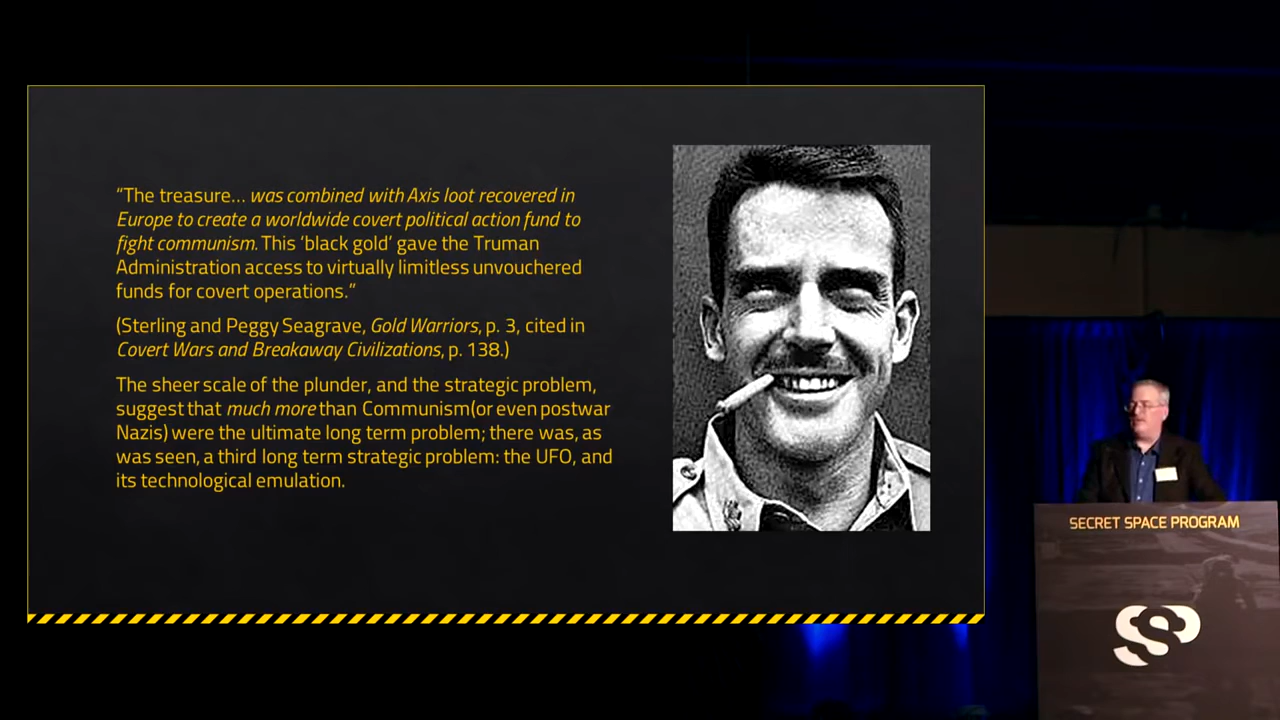 “The treasure... was combined with Axis loot recovered in
Europe to create a worldwide covert political action fund to
fight communism. This ‘black gold’ gave the Truman
Administration access to virtually limitless unvouchered
funds for covert operations.”
(Sterling and Peggy Seagrave, Gold Warriors, p. 3, cited in
Covert Wars and Breakaway Civilizations, p. 138.)
The sheer scale of the plunder, and the strategic problem,
suggest that much more than Communism(or even postwar
Nazis) were the ultimate long term problem; there was, as
was seen, a third long term strategic problem: the UFO, and
its technological emulation.
SECRET SPACE PROGRAM
SSP